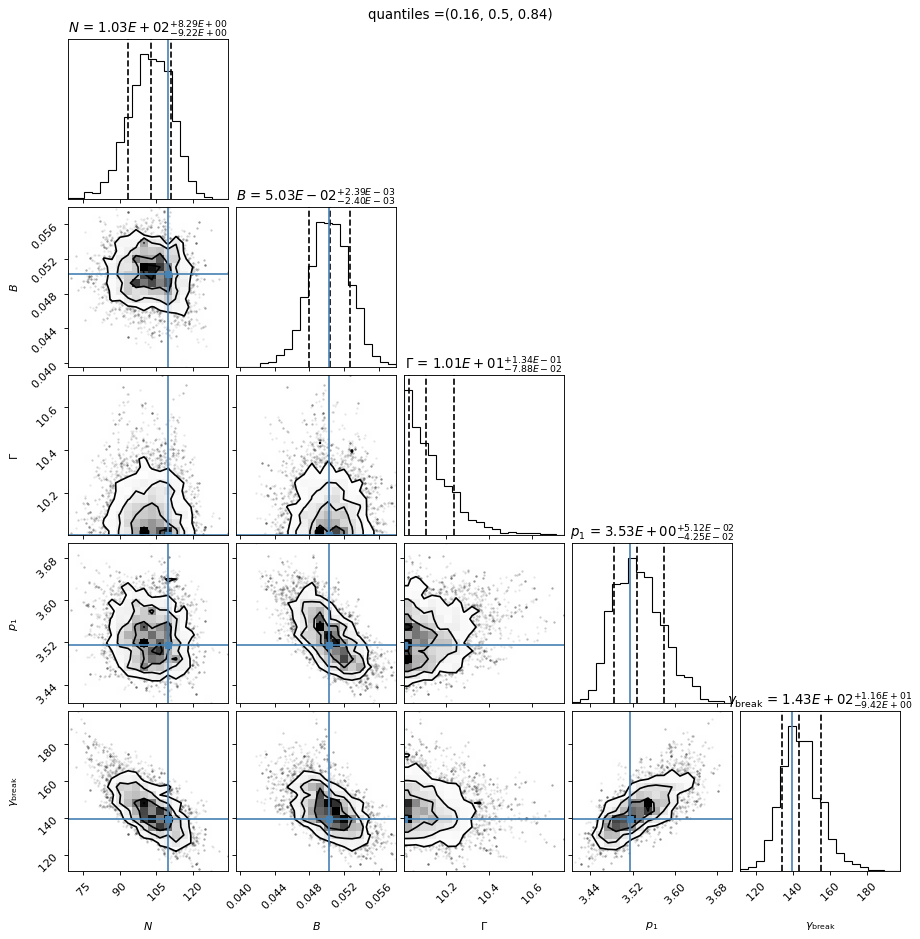 quantiles =(0.16, 0.5, 0.84)
N = 1.03E + 02 +8.29E + 00 −9.22E + 00
B = 5.03E − 02 +2.39E − 03 −2.40E − 03
0.056
0.052
0.048
0.044
0.040
B
Γ = 1.01E + 01 +1.34E − 01 −7.88E − 02
10.6
10.4
10.2
Γ
p1 = 3.53E + 00 +5.12E − 02 −4.25E − 02
3.68
3.60
3.52
3.44
p1
γbreak = 1.43E + 02 +1.16E + 01 −9.42E + 00
180
160
140
120
γbreak
75 90 105 120
0.040 0.044 0.048 0.052 0.056
10.2 10.4 10.6
3.44 3.52 3.60 3.68
120 140 160 180
N B Γ p1 γbreak